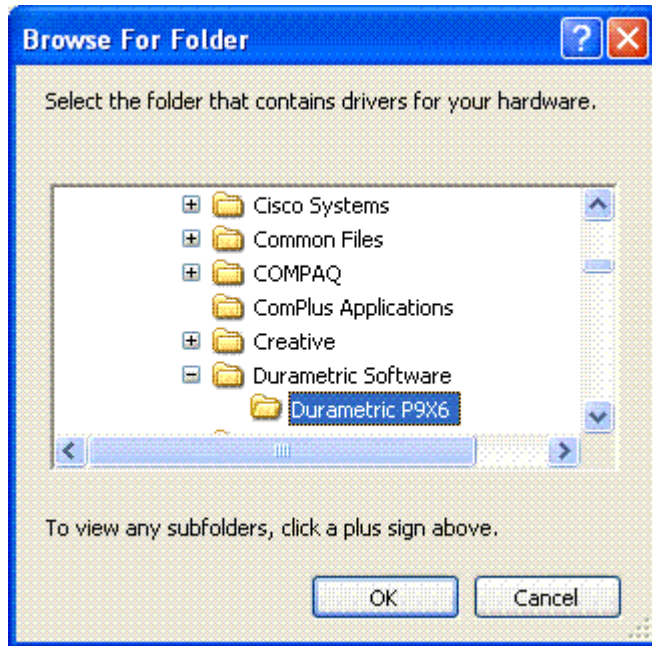 Browse For Folder
Select the folder that contains drivers for your hardware.
Cisco Systems
Common Files
COMPAQ
ComPlus Applications
Creative
Durametric Software
Durametric P9X6
To view any subfolders, click a plus sign above.
OK Cancel